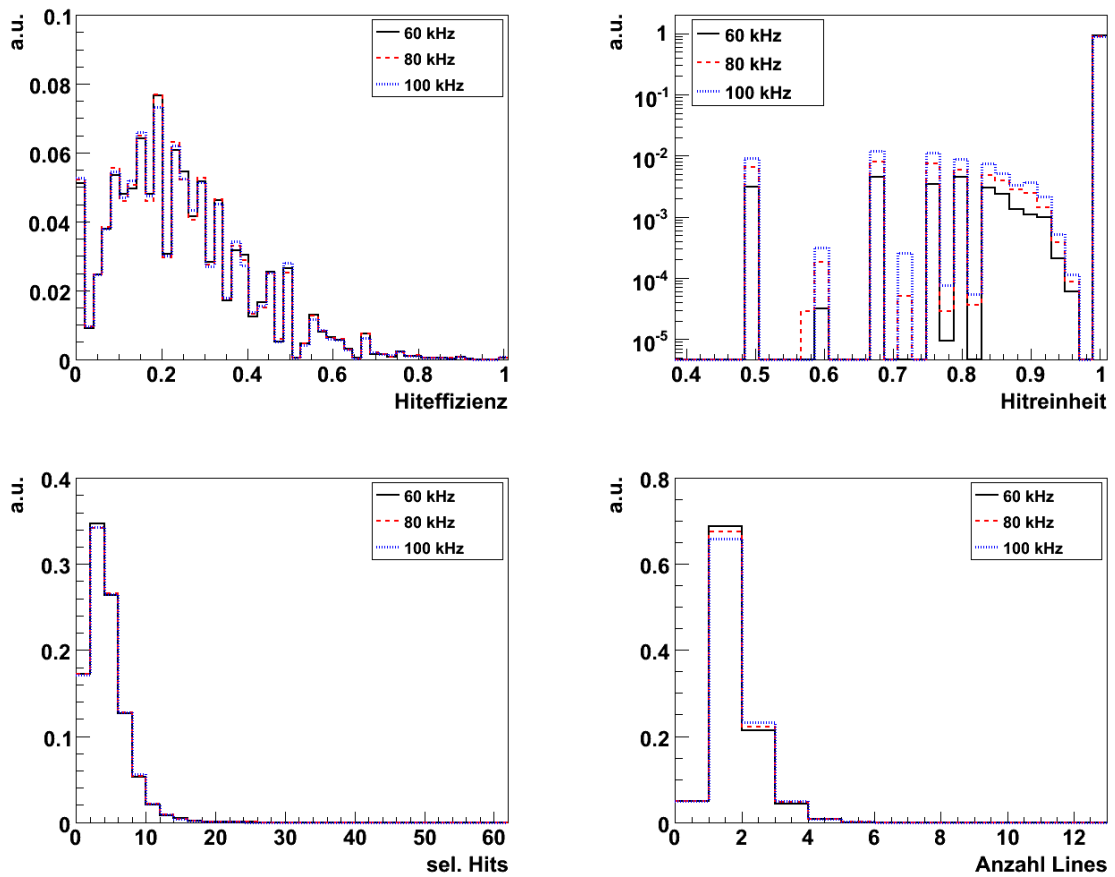 a.u.
0.1
0.08
0.06
0.04
0.02
0
60 kHz
80 kHz
100 kHz
0 0.2 0.4 0.6 0.8 1
Hiteffizienz
a.u.
1
10-1
10-2
10-3
10-4
10-5
60 kHz
80 kHz
100 kHz
0.4 0.5 0.6 0.7 0.8 0.9 1
Hitreinheit
a.u.
0.4
0.3
0.2
0.1
0
60 kHz
80 kHz
100 kHz
0 10 20 30 40 50 60
sel. Hits
a.u.
0.8
0.6
0.4
0.2
0
60 kHz
80 kHz
100 kHz
0 2 4 6 8 10 12
Anzahl Lines